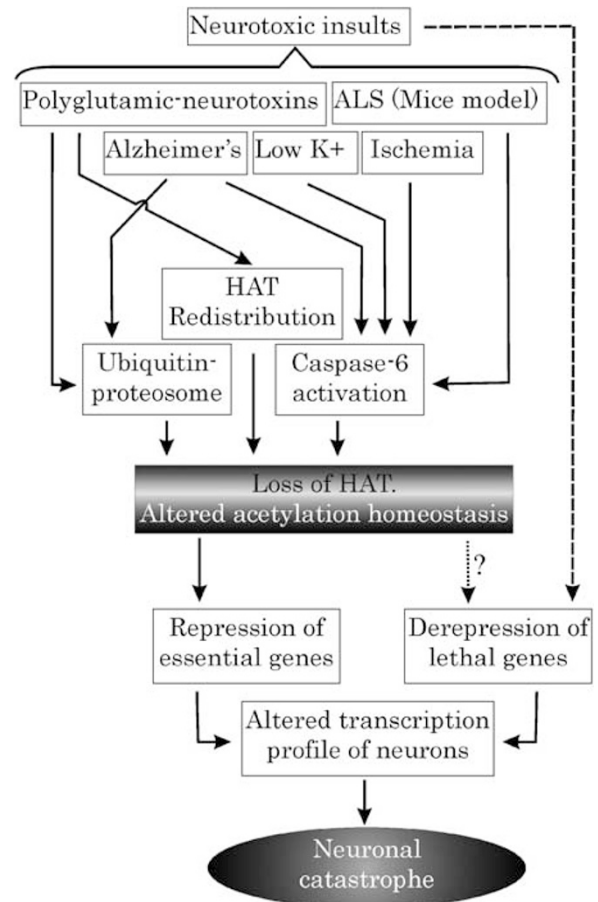 Neurotoxic insults
Polyglutamic-neurotoxins
ALS (Mice model)
Alzheimer's
Low K+
Ischemia
HAT
Redistribution
Ubiquitin-
proteosome
Caspase-6
activation
Loss of HAT.
Altered acetylation homeostasis
?
Repression of
essential genes
Derepression of
lethal genes
Altered transcription
profile of neurons
Neuronal
catastrophe